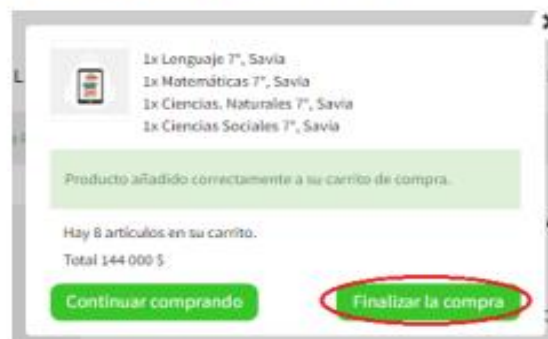 1x Lenguaje 7°, Savia
1x Matemáticas 7°, Savia
1x Ciencias. Naturales 7°, Savia
1x Ciencias Sociales 7°, Savia
Producto añadido correctamente a su carrito de compra.
Hay 8 artículos en su carrito.
Total 144 000 $
Continuar comprando
Finalizar la compra